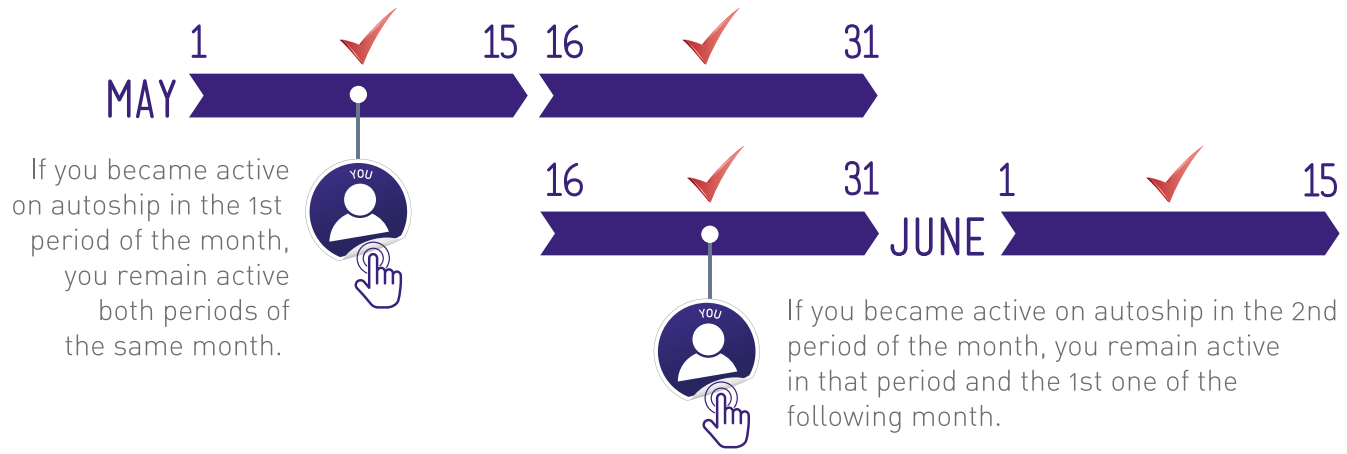 1 15 16 31
MAY
If you became active
on autoship in the 1st
period of the month,
you remain active
both periods of
the same month.
YOU
16 31 1 15
JUNE
YOU
If you became active on autoship in the 2nd
period of the month, you remain active
in that period and the 1st one of the
following month.